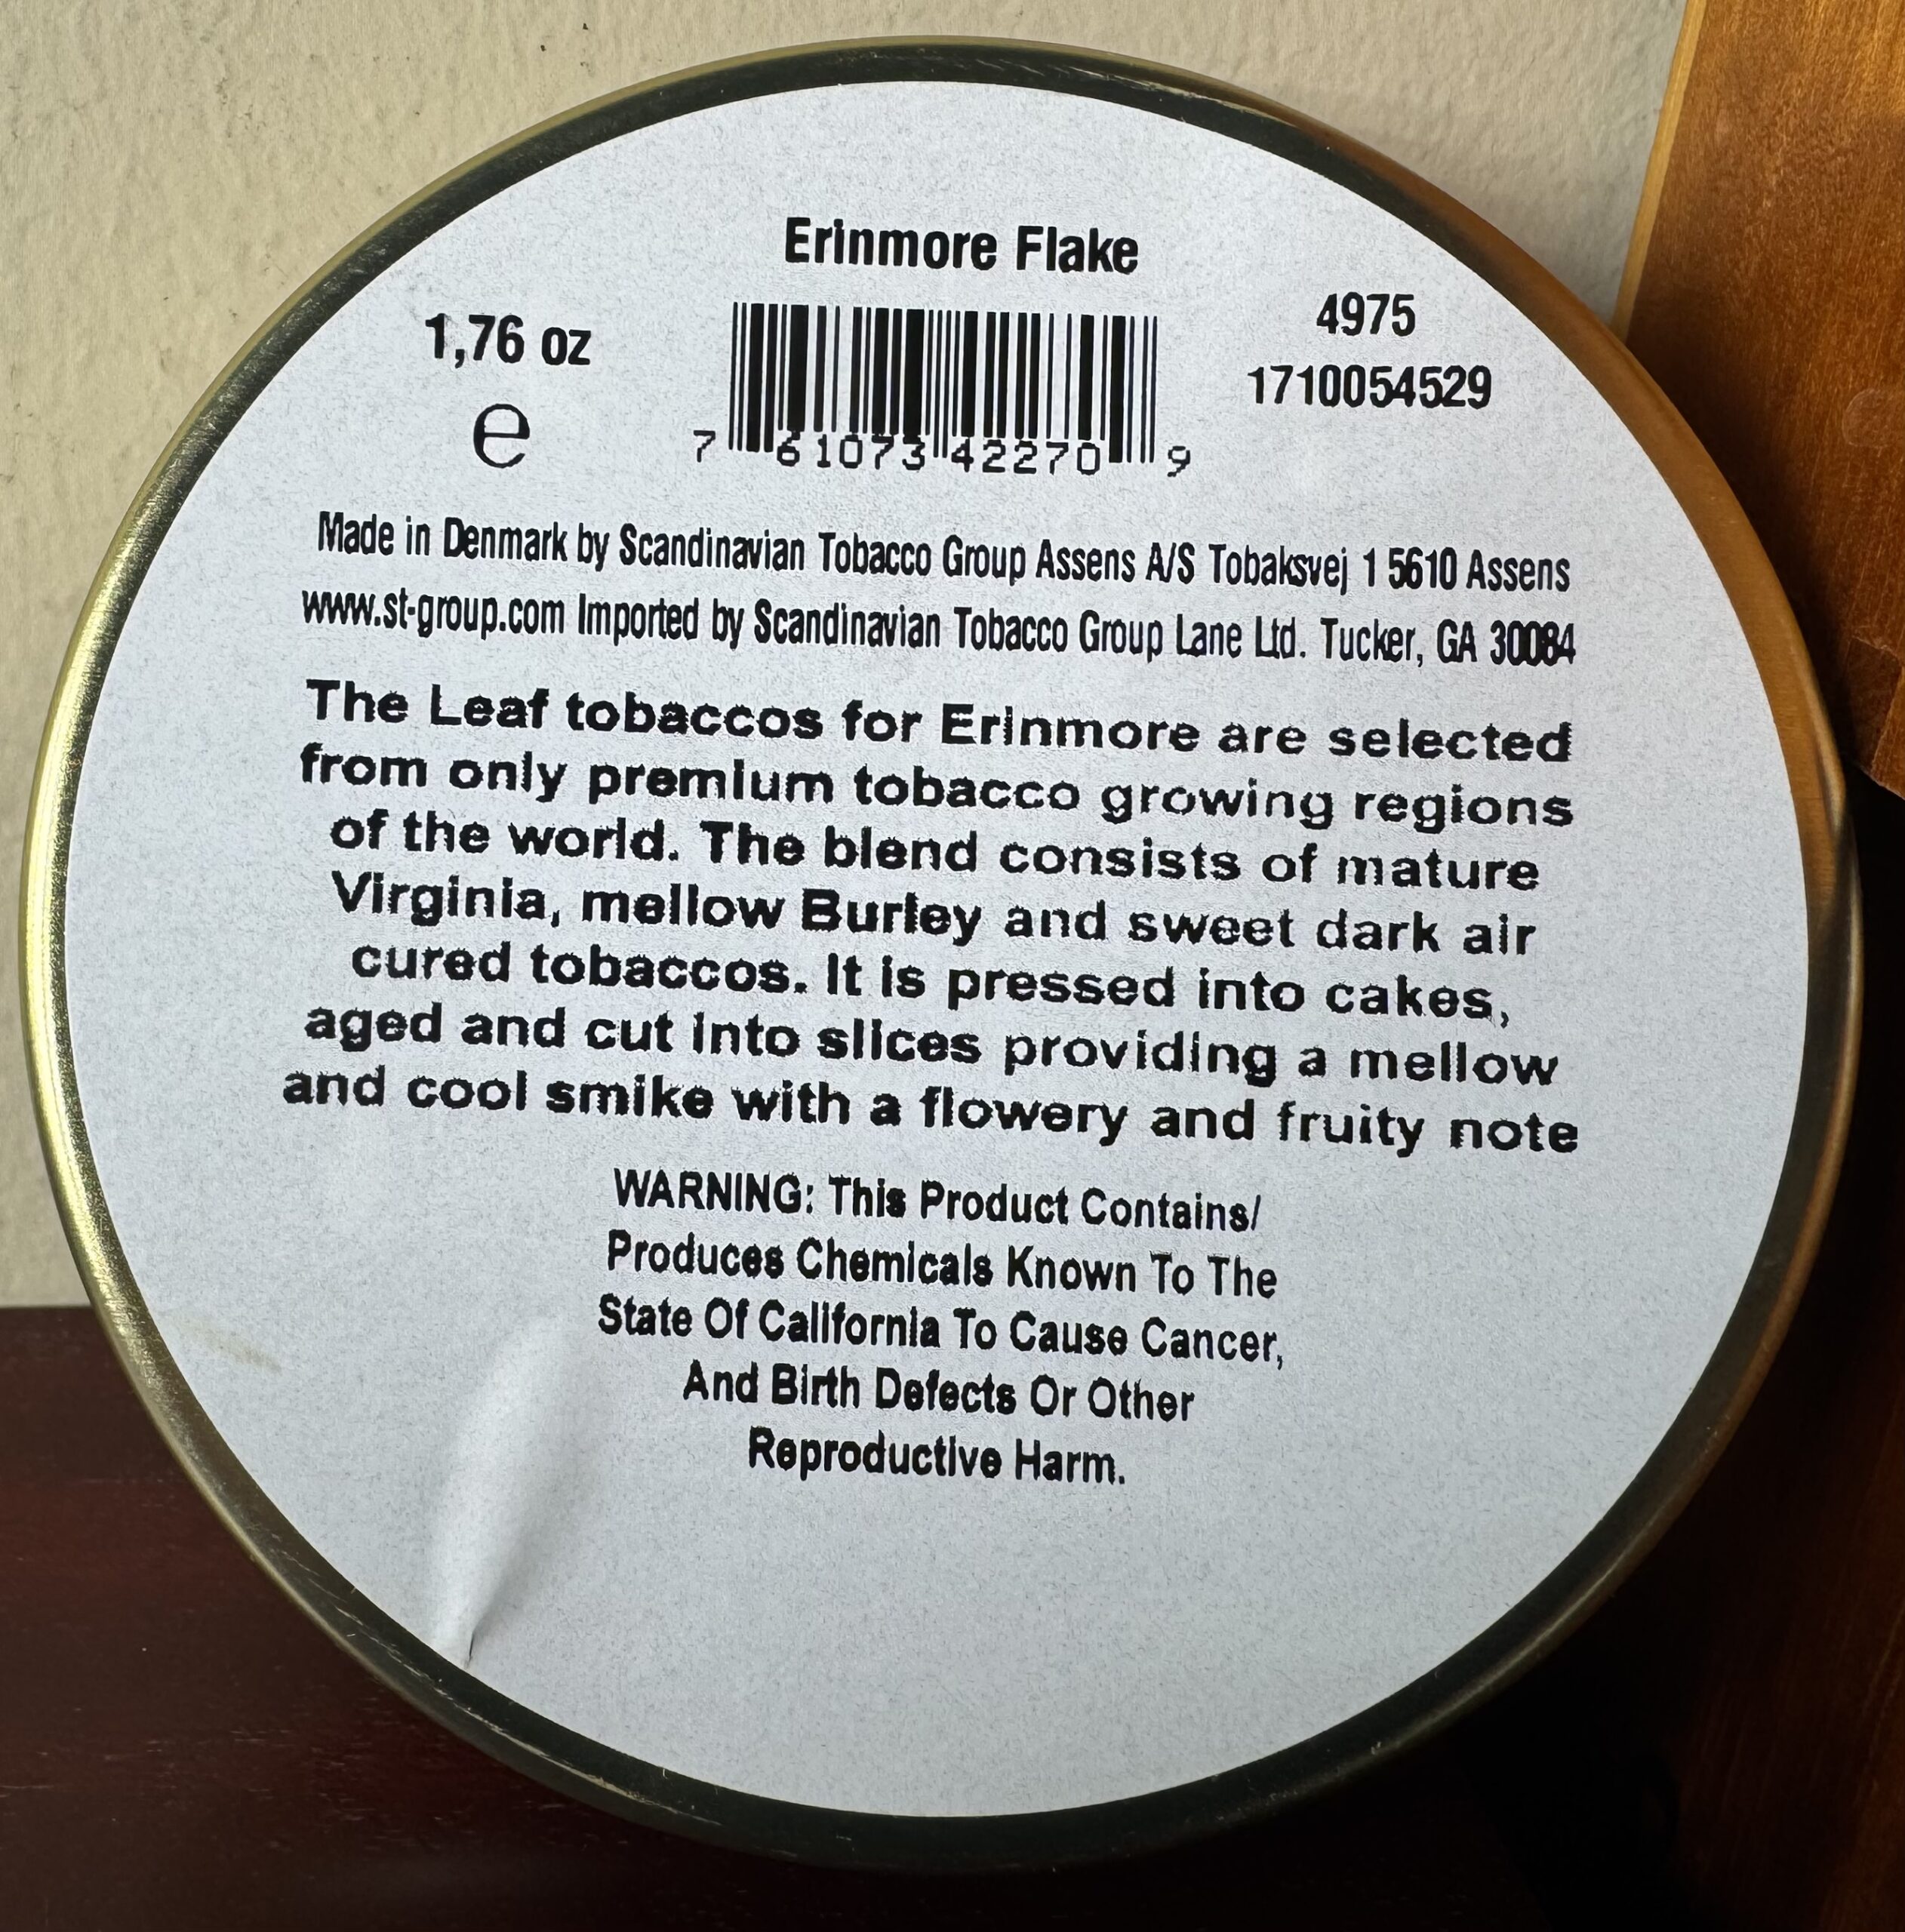 Erinmore Flake
1,76 oz
e
7 61073 42270 9
4975
1710054529
Made in Denmark by Scandinavian Tobacco Group Assens A/S Tobaksvej 1 5610 Assens
www.st-group.com Imported by Scandinavian Tobacco Group Lane Ltd. Tucker, GA 30084
The Leaf tobaccos for Erinmore are selected
from only premium tobacco growing regions
of the world. The blend consists of mature
Virginia, mellow Burley and sweet dark air
cured tobaccos. It is pressed into cakes,
aged and cut into slices providing a mellow
and cool smike with a flowery and fruity note
WARNING: This Product Contains/
Produces Chemicals Known To The
State Of California To Cause Cancer,
And Birth Defects Or Other
Reproductive Harm.